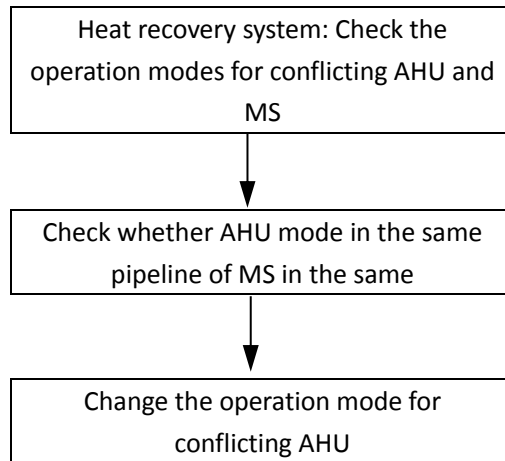 Heat recovery system: Check the
operation modes for conflicting AHU and
MS
Check whether AHU mode in the same
pipeline of MS in the same
Change the operation mode for
conflicting AHU